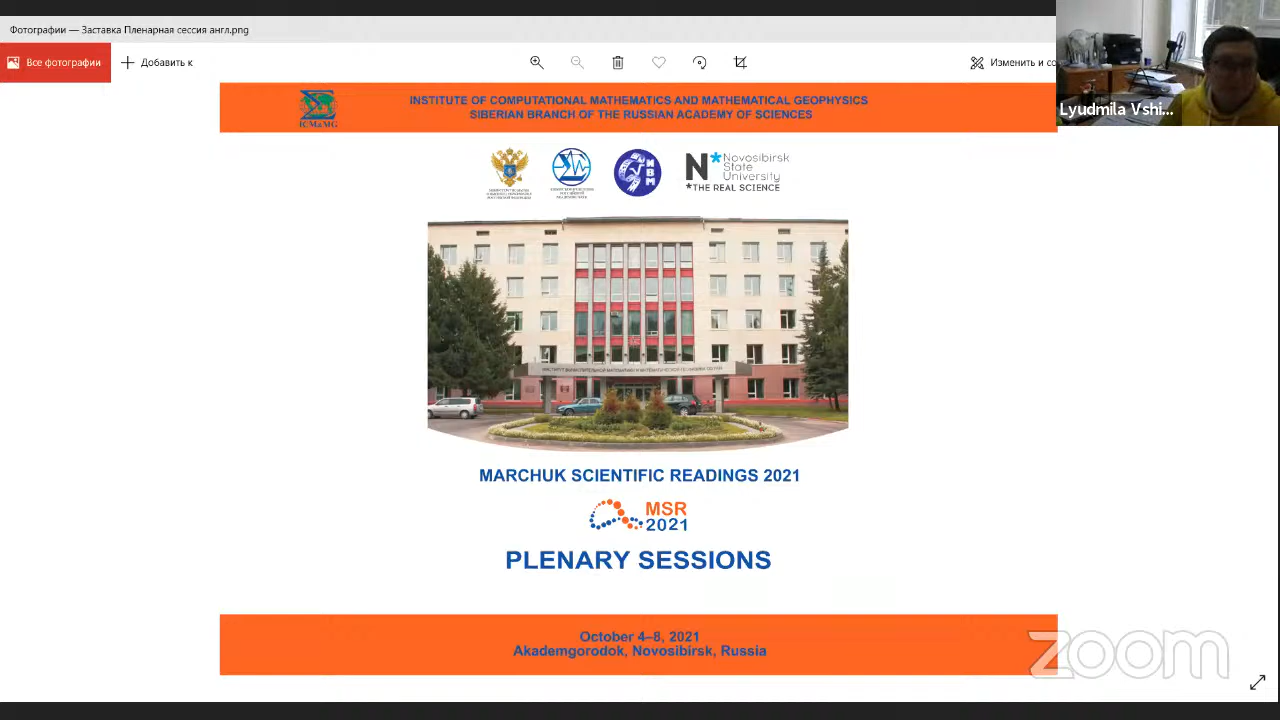 Фотографии — Заставка Пленарная сессия англ.png
Все фотографии
Добавить к
Изменить и со
Lyudmila Vshi...
INSTITUTE OF COMPUTATIONAL MATHEMATICS AND MATHEMATICAL GEOPHYSICS
SIBERIAN BRANCH OF THE RUSSIAN ACADEMY OF SCIENCES
ICM&MG
N*Novosibirsk
State
University
*THE REAL SCIENCE
MARCHUK SCIENTIFIC READINGS 2021
MSR
2021
PLENARY SESSIONS
October 4–8, 2021
Akademgorodok, Novosibirsk, Russia
zoom